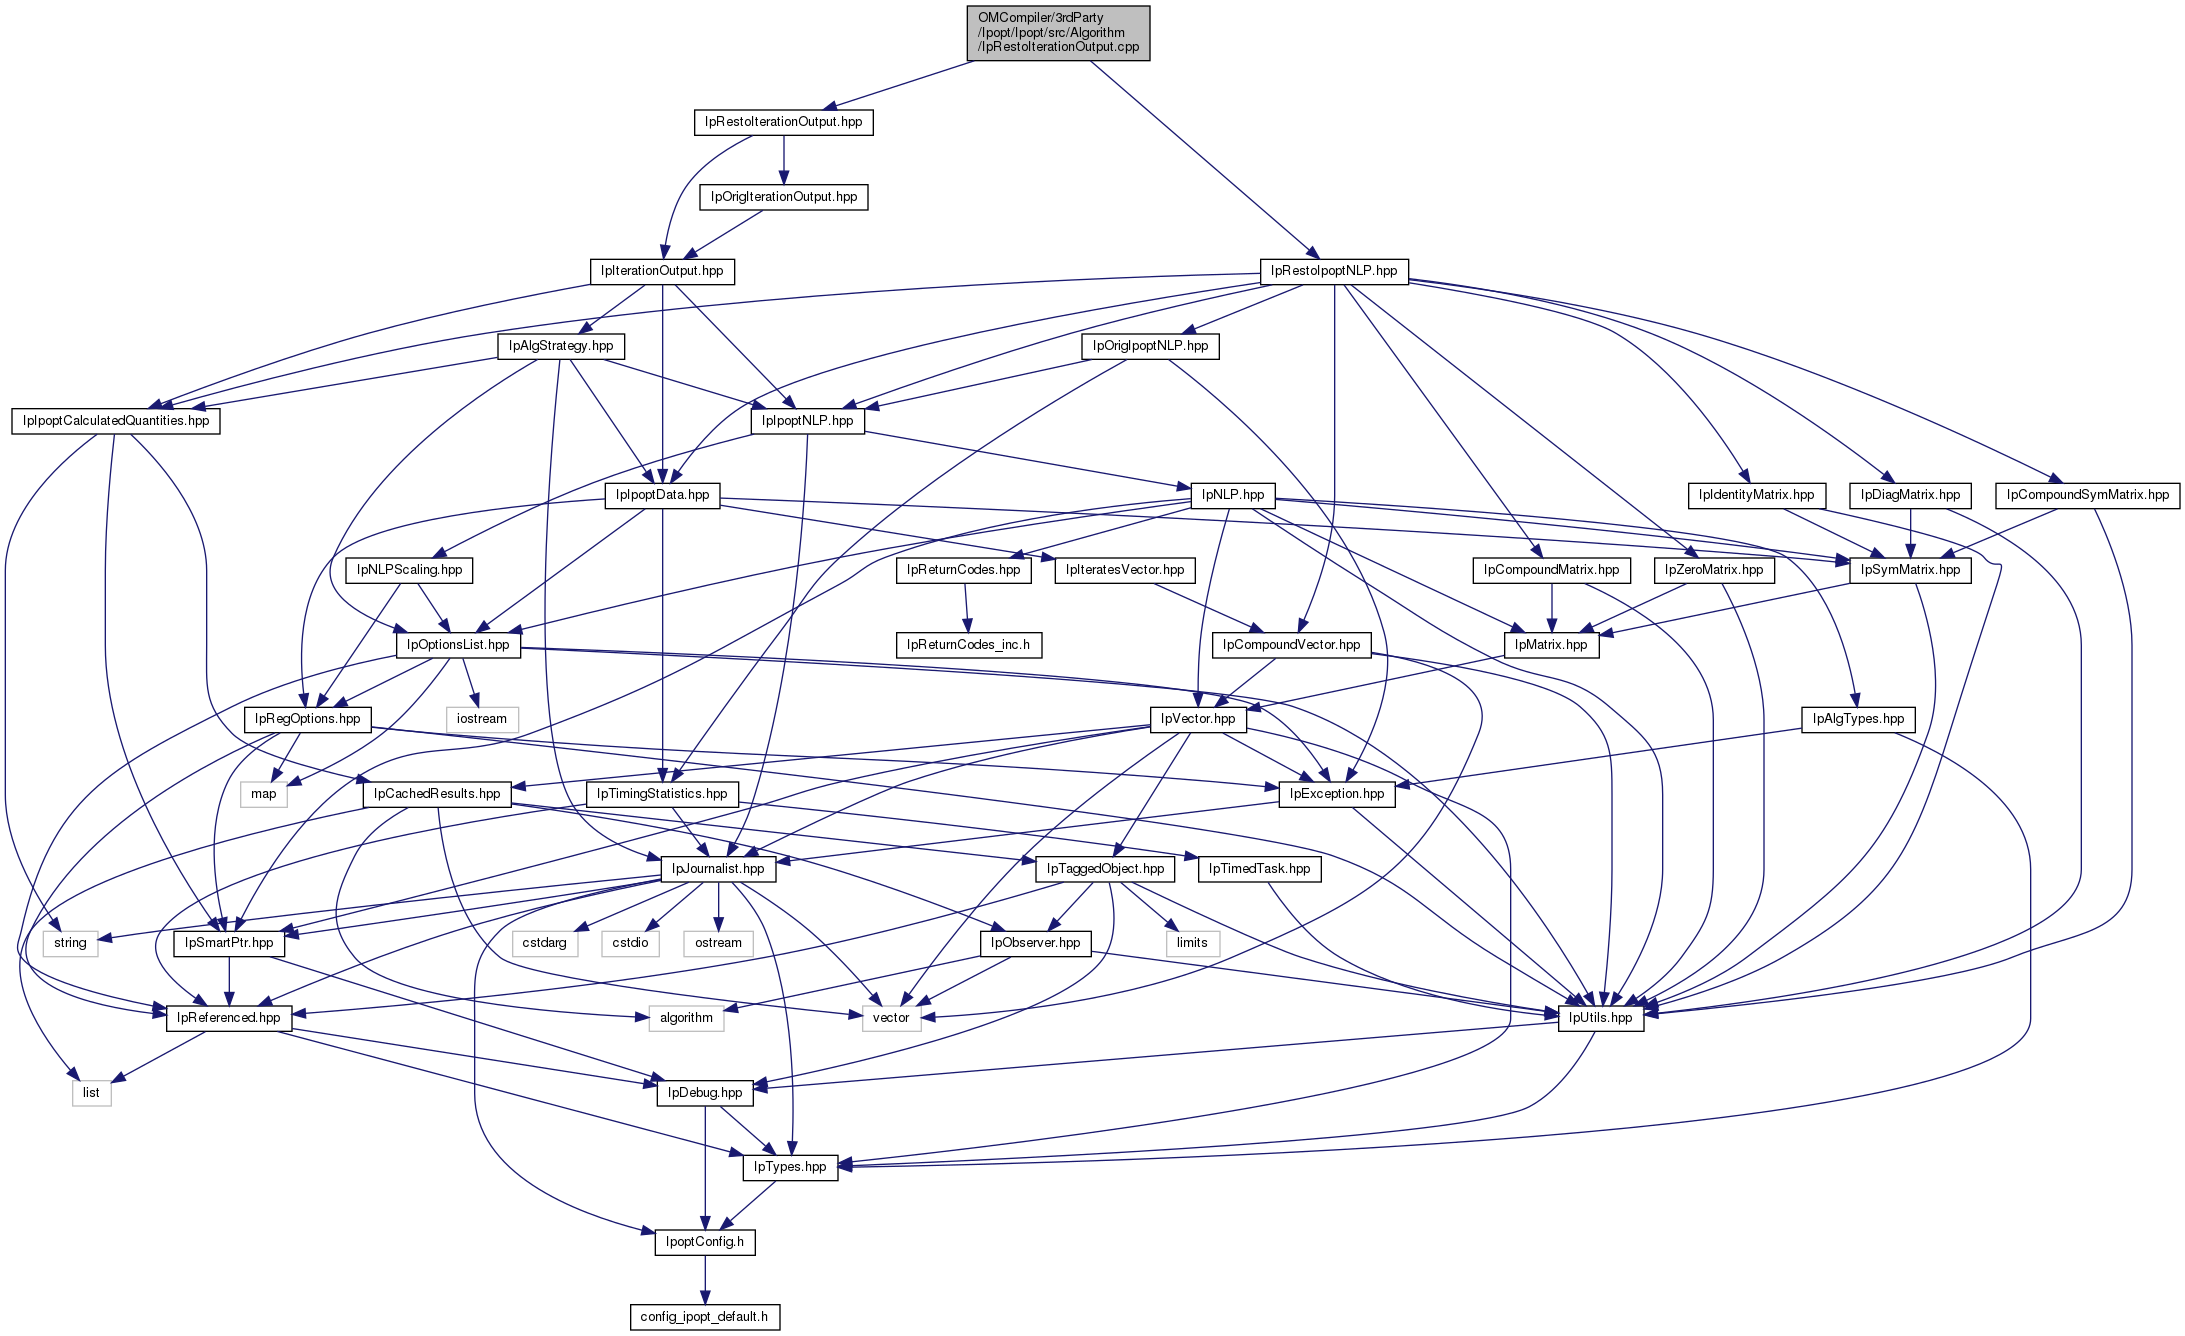 OMCompiler/3rdParty
/Ipopt/Ipopt/src/Algorithm
/IpRestoIterationOutput.cpp
IpRestoIterationOutput.hpp
IpOrigIterationOutput.hpp
IpIterationOutput.hpp
IpRestoIpoptNLP.hpp
IpAlgStrategy.hpp
IpOrigIpoptNLP.hpp
IpIpoptCalculatedQuantities.hpp
IpIpoptNLP.hpp
IpIpoptData.hpp
IpNLP.hpp
IpIdentityMatrix.hpp
IpDiagMatrix.hpp
IpCompoundSymMatrix.hpp
IpNLPScaling.hpp
IpReturnCodes.hpp
IpIteratesVector.hpp
IpCompoundMatrix.hpp
IpZeroMatrix.hpp
IpSymMatrix.hpp
IpOptionsList.hpp
IpReturnCodes_inc.h
IpCompoundVector.hpp
IpMatrix.hpp
IpRegOptions.hpp
iostream
IpVector.hpp
IpAlgTypes.hpp
map
IpCachedResults.hpp
IpTimingStatistics.hpp
IpException.hpp
IpJournalist.hpp
IpTaggedObject.hpp
IpTimedTask.hpp
string
IpSmartPtr.hpp
cstdarg
cstdio
ostream
IpObserver.hpp
limits
IpReferenced.hpp
algorithm
vector
IpUtils.hpp
list
IpDebug.hpp
IpTypes.hpp
IpoptConfig.h
config_ipopt_default.h